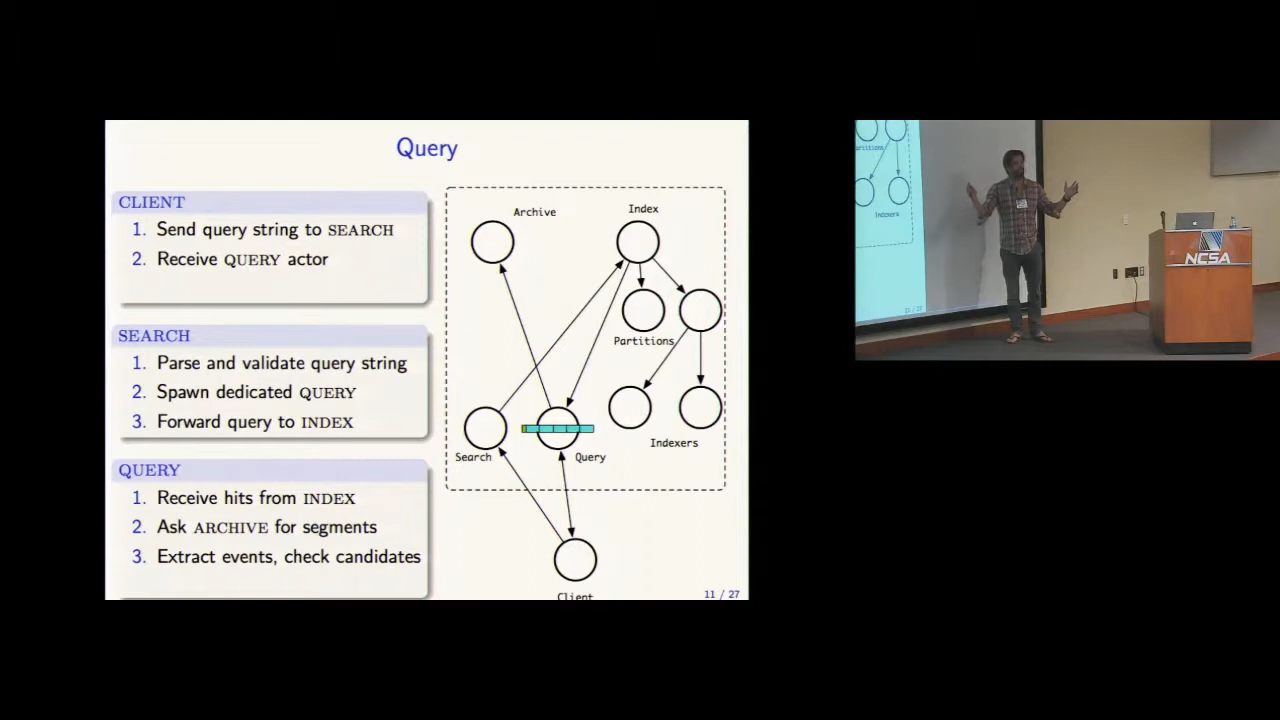 Query
CLIENT
1. Send query string to SEARCH
2. Receive QUERY actor
SEARCH
1. Parse and validate query string
2. Spawn dedicated QUERY
3. Forward query to INDEX
QUERY
1. Receive hits from INDEX
2. Ask ARCHIVE for segments
3. Extract events, check candidates
Archive
Index
Partitions
Indexers
Search
Query
Client
11 / 27
Partitions
Indexers
NCSA